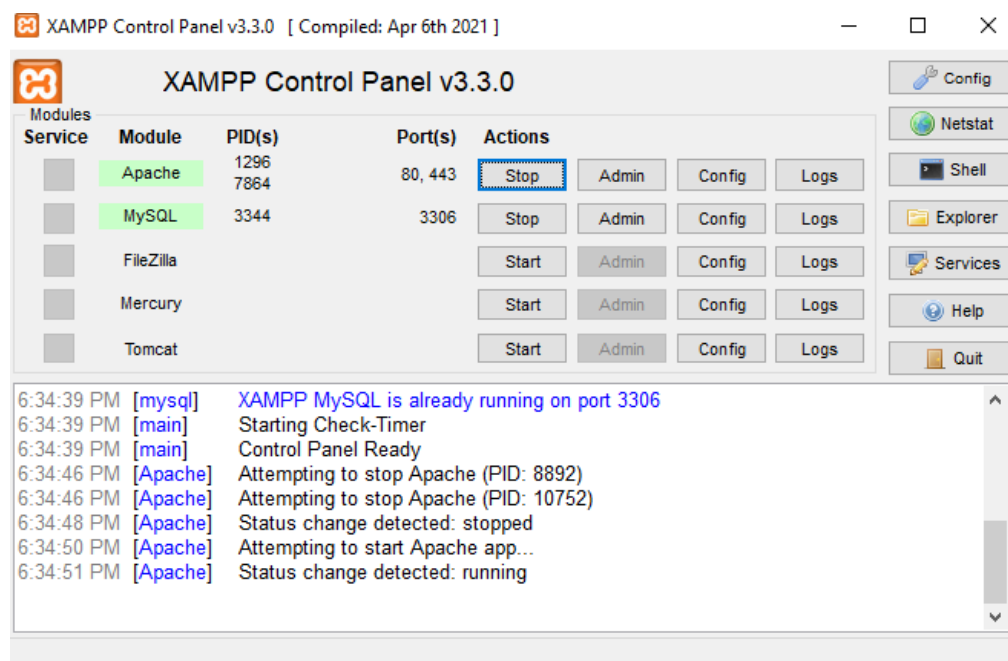 XAMPP Control Panel v3.3.0 [ Compiled: Apr 6th 2021 ]
XAMPP Control Panel v3.3.0
Config
Modules
Netstat
Service Module PID(s) Port(s) Actions
Apache 1296 7864 80, 443 Stop Admin Config Logs
Shell
MySQL 3344 3306 Stop Admin Config Logs
Explorer
FileZilla Start Admin Config Logs
Services
Mercury Start Admin Config Logs
Help
Tomcat Start Admin Config Logs
Quit
6:34:39 PM [mysql] XAMPP MySQL is already running on port 3306
6:34:39 PM [main] Starting Check-Timer
6:34:39 PM [main] Control Panel Ready
6:34:46 PM [Apache] Attempting to stop Apache (PID: 8892)
6:34:46 PM [Apache] Attempting to stop Apache (PID: 10752)
6:34:48 PM [Apache] Status change detected: stopped
6:34:50 PM [Apache] Attempting to start Apache app...
6:34:51 PM [Apache] Status change detected: running